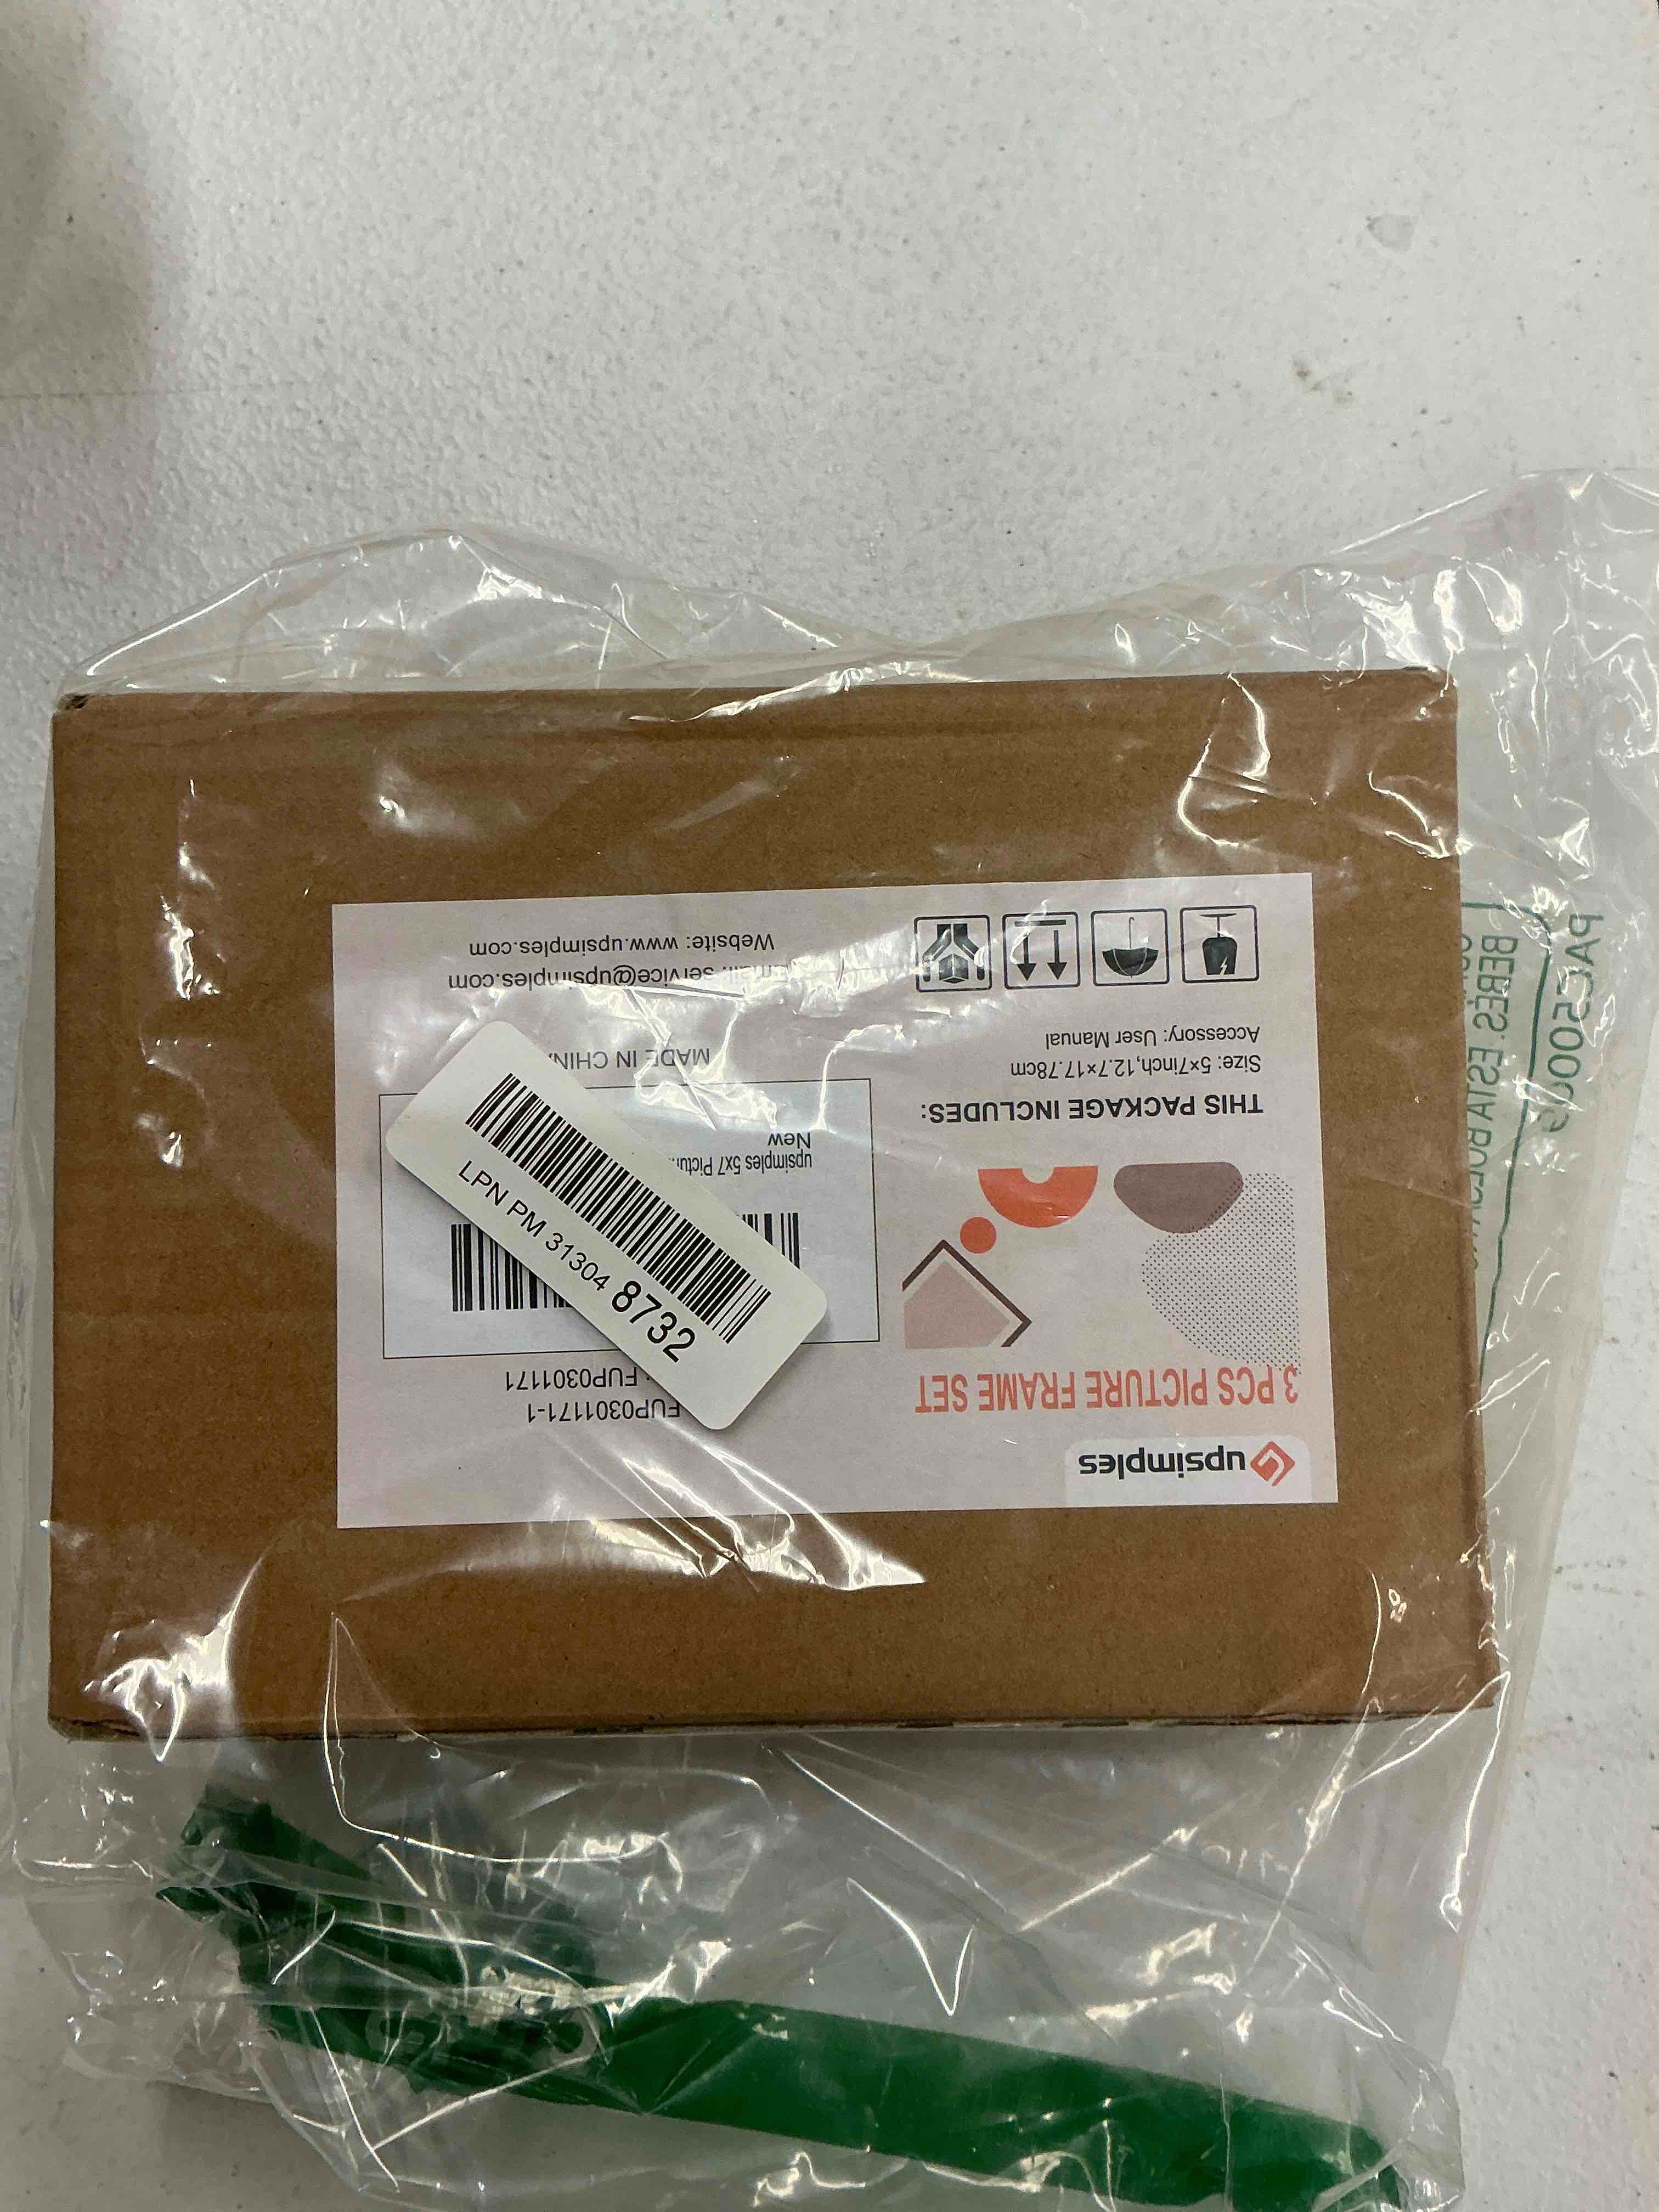 upsimples
3 PCS PICTURE FRAME SET
THIS PACKAGE INCLUDES:
Size: 5×7inch,12.7×17.78cm
Accessory: User Manual
FUP0301171-1
FUP0301171
upsimples 5x7
New
MADE IN
service@upsimples.com
Website: www.upsimples.com
LPN PM 31304 8732
BEBÉS: ESTA